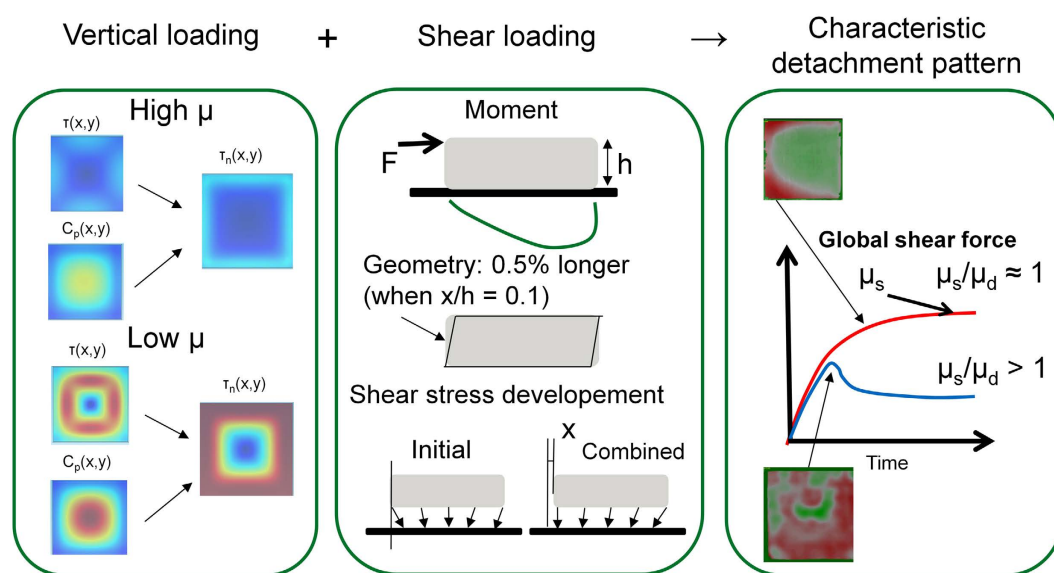 Vertical loading + Shear loading → Characteristic
detachment pattern
High μ
τ(x,y)
τn(x,y)
Cp(x,y)
Low μ
τ(x,y)
τn(x,y)
Cp(x,y)
Moment
F
h
Geometry: 0.5% longer
(when x/h = 0.1)
Shear stress developement
Initial
x
Combined
Global shear force
μs
μs/μd ≈ 1
μs/μd > 1
Time